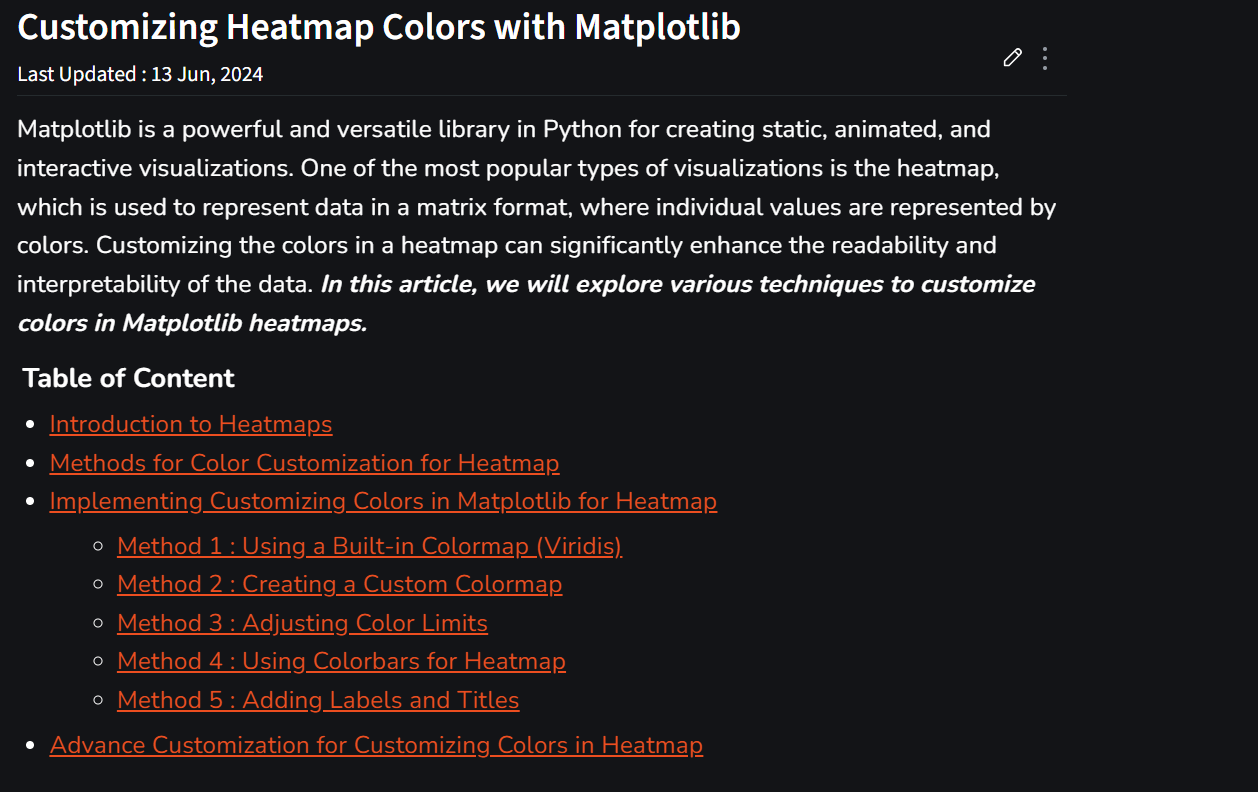 Customizing Heatmap Colors with Matplotlib
Last Updated : 13 Jun, 2024
Matplotlib is a powerful and versatile library in Python for creating static, animated, and
interactive visualizations. One of the most popular types of visualizations is the heatmap,
which is used to represent data in a matrix format, where individual values are represented by
colors. Customizing the colors in a heatmap can significantly enhance the readability and
interpretability of the data. In this article, we will explore various techniques to customize
colors in Matplotlib heatmaps.
Table of Content
Introduction to Heatmaps
Methods for Color Customization for Heatmap
Implementing Customizing Colors in Matplotlib for Heatmap
Method 1 : Using a Built-in Colormap (Viridis)
Method 2 : Creating a Custom Colormap
Method 3 : Adjusting Color Limits
Method 4 : Using Colorbars for Heatmap
Method 5 : Adding Labels and Titles
Advance Customization for Customizing Colors in Heatmap